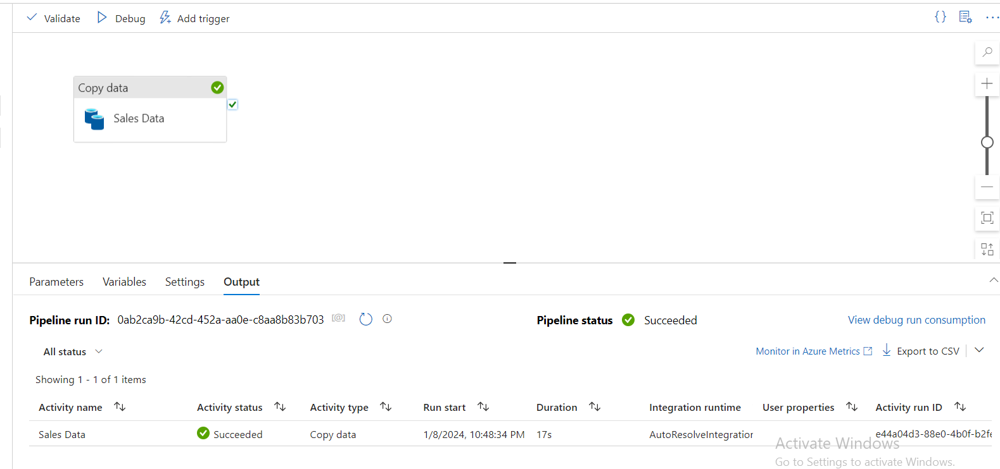 Validate Debug Add trigger
Copy data
Sales Data
Parameters Variables Settings Output
Pipeline run ID: 0ab2ca9b-42cd-452a-aa0e-c8aa8b83b703 [@] Pipeline status Succeeded View debug run consumption
All status Monitor in Azure Metrics Export to CSV
Showing 1 - 1 of 1 items
Activity name Activity status Activity type Run start Duration Integration runtime User properties Activity run ID
Sales Data Succeeded Copy data 1/8/2024, 10:48:34 PM 17s AutoResolveIntegration e44a04d3-88e0-4b0f-b2fe
Activate Windows
Go to Settings to activate Windows.